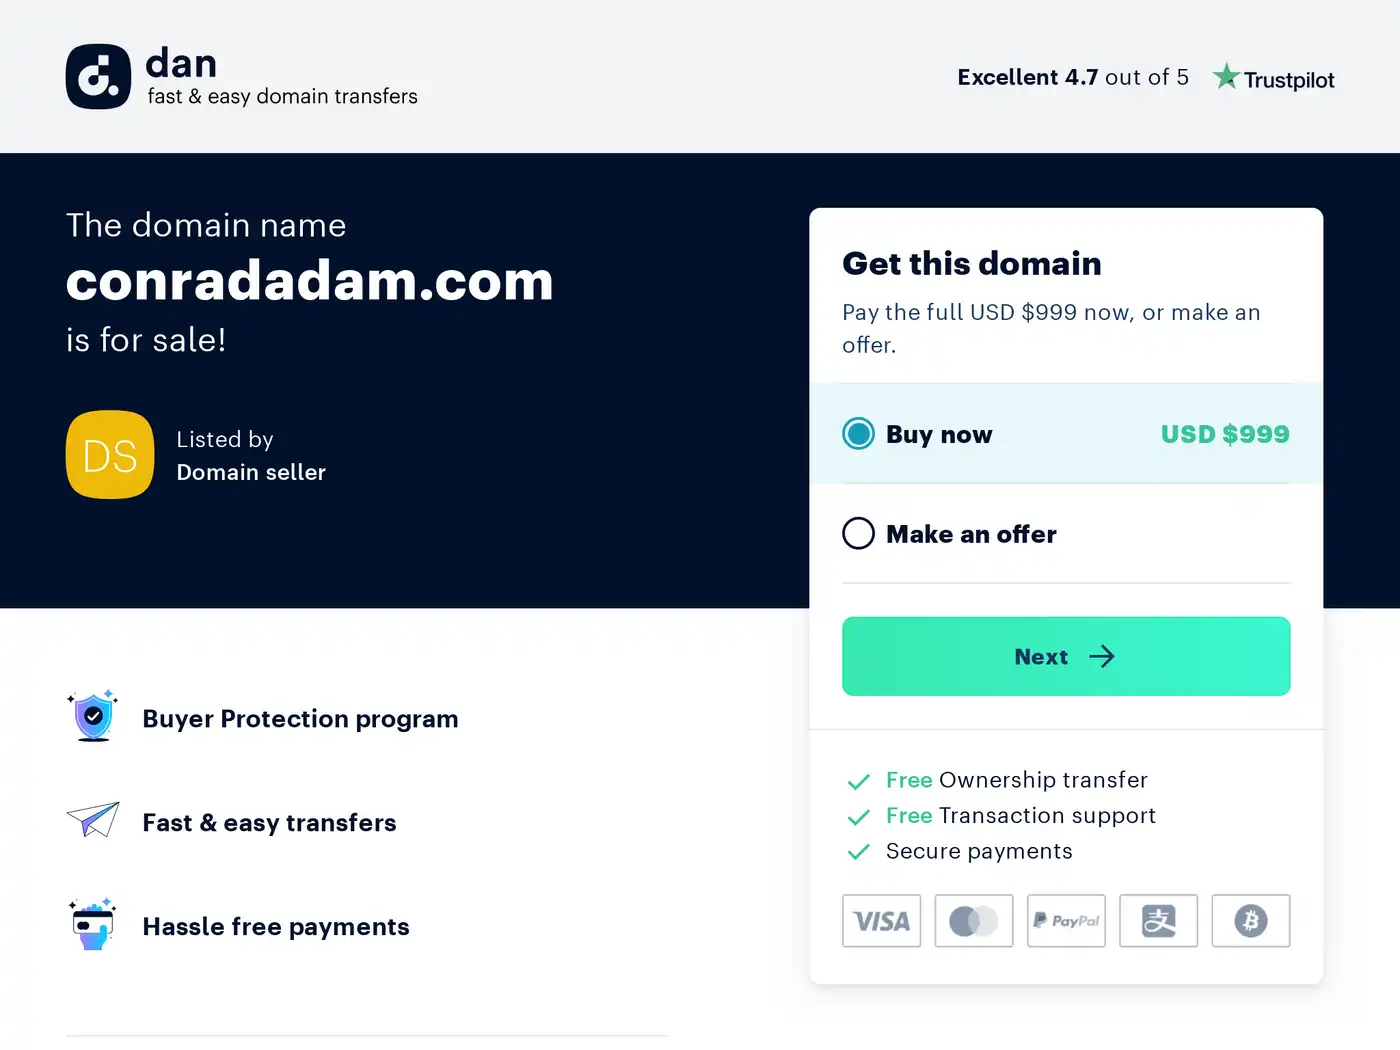 dan
fast & easy domain transfers
Excellent 4.7 out of 5
Trustpilot
The domain name
conradadam.com
is for sale!
DS
Listed by
Domain seller
Get this domain
Pay the full USD $999 now, or make an
offer.
Buy now
USD $999
Make an offer
Next
Free Ownership transfer
Free Transaction support
Secure payments
VISA
PayPal
支
Buyer Protection program
Fast & easy transfers
Hassle free payments